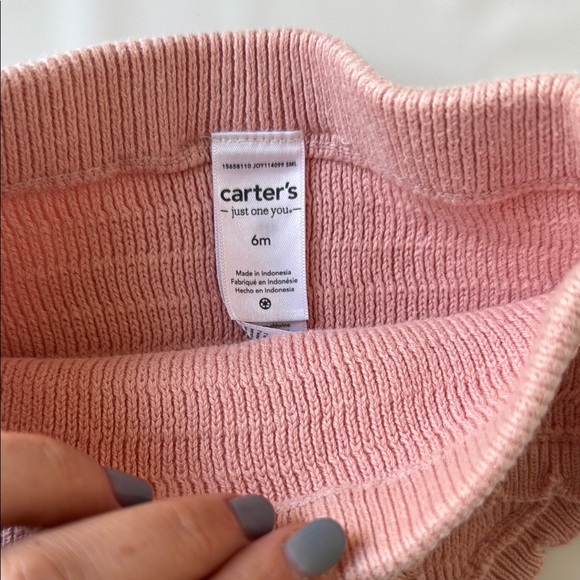 15658110 JOY114099 SML
carter's
just one you®
6m
Made in Indonesia
Fabriqué en Indonésie
Hecho en Indonesia